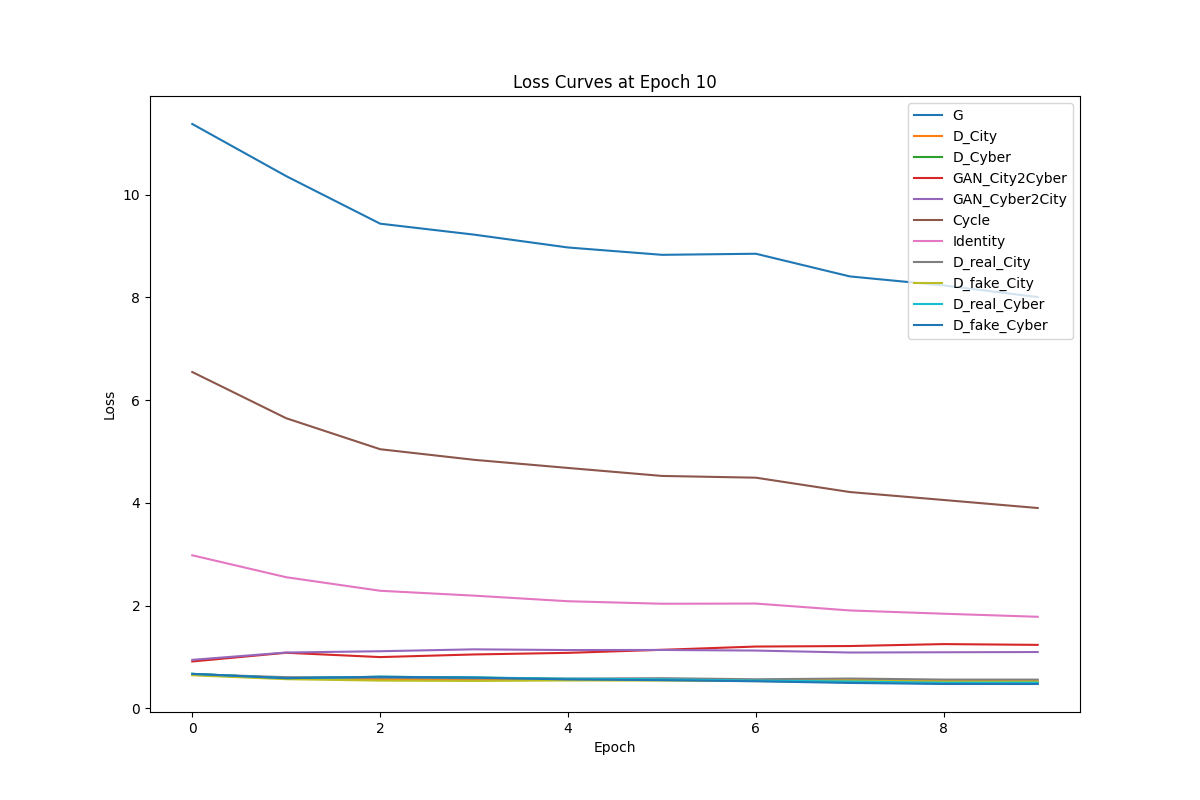 Loss Curves at Epoch 10
G
D_City
D_Cyber
GAN_City2Cyber
GAN_Cyber2City
Cycle
Identity
D_real_City
D_fake_City
D_real_Cyber
D_fake_Cyber
10
8
6
4
2
0
Loss
0 2 4 6 8
Epoch